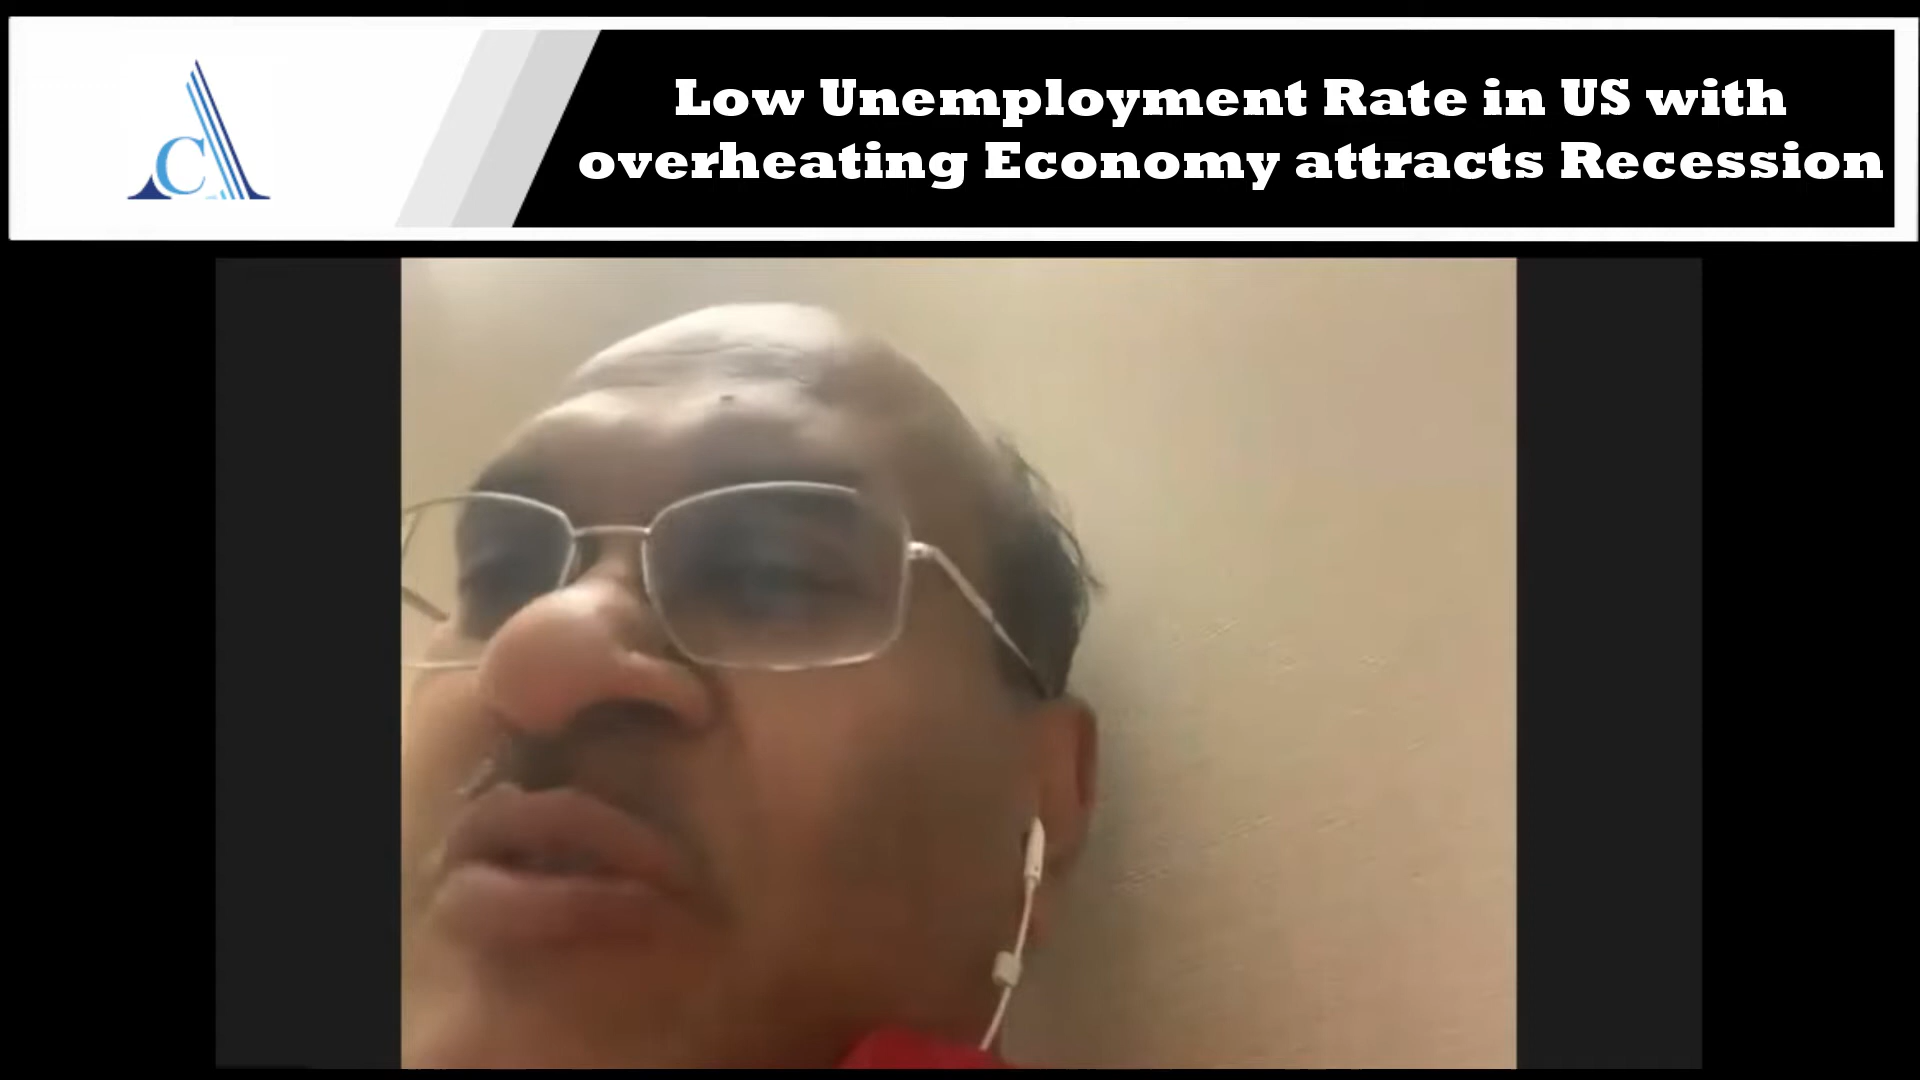 C
Low Unemployment Rate in US with
overheating Economy attracts Recession